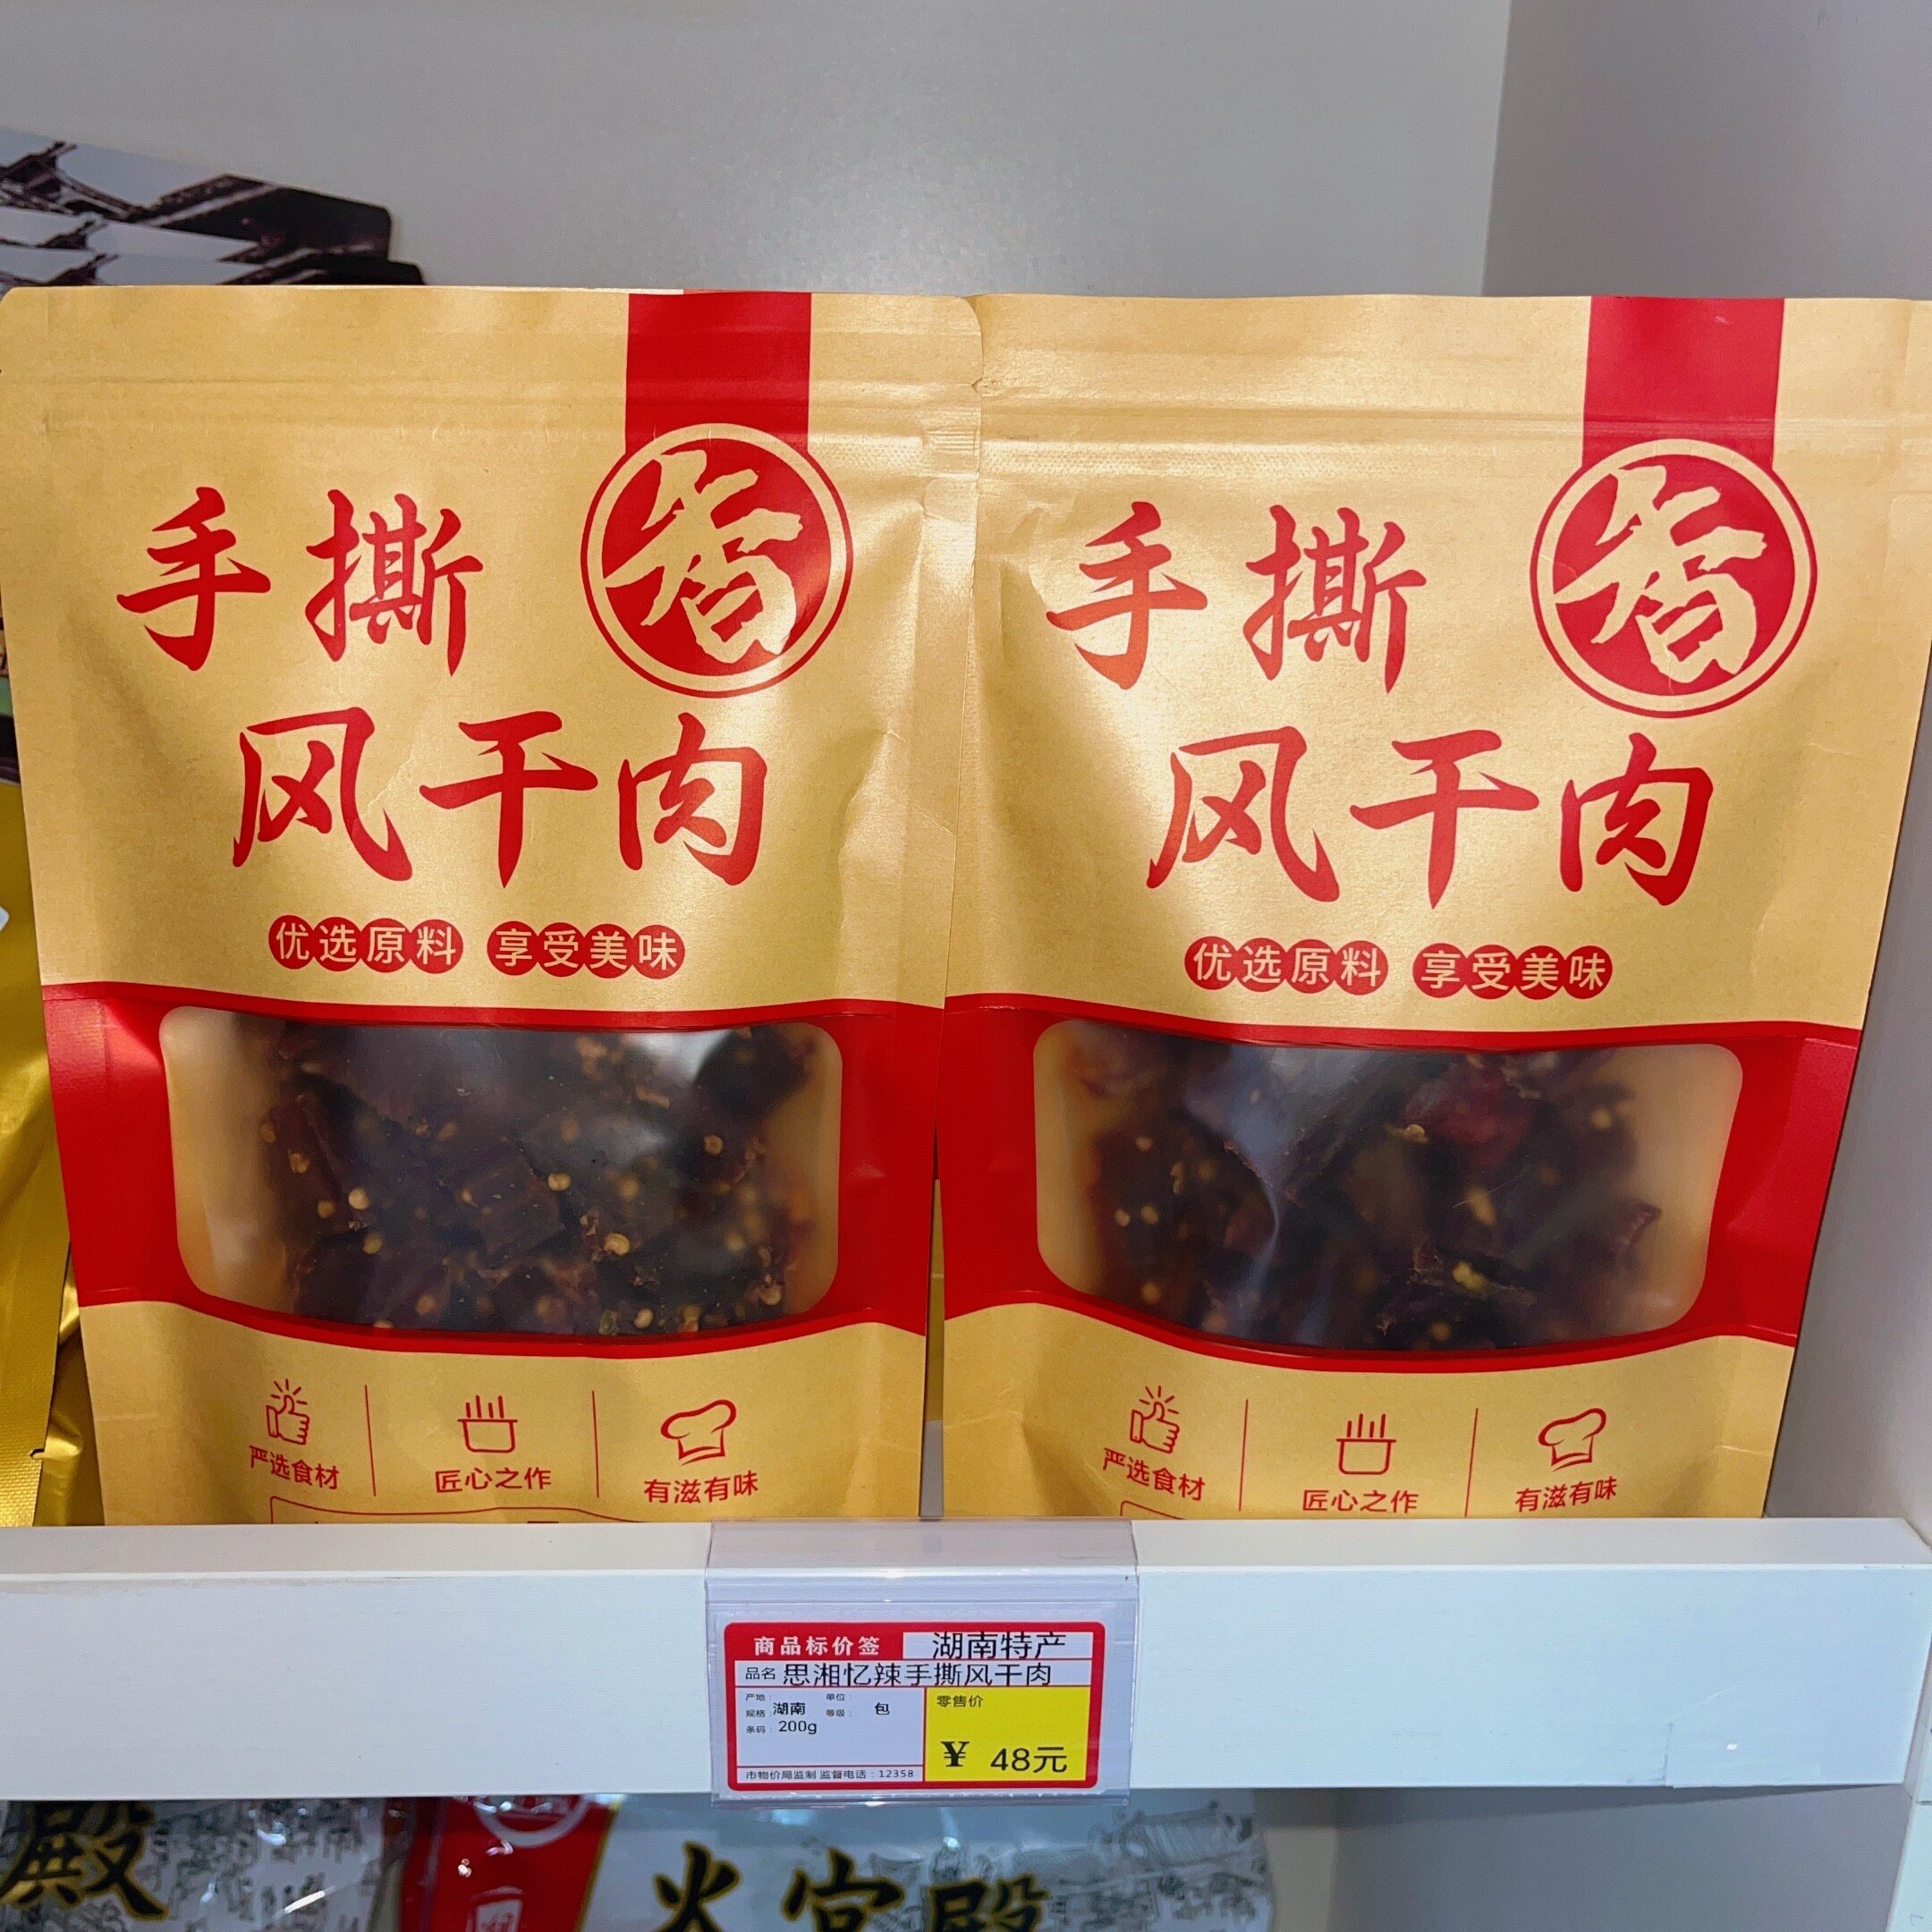 手撕
香
风干肉
优选原料 享受美味
严选食材 匠心之作 有滋有味
手撕
香
风干肉
优选原料 享受美味
严选食材 匠心之作 有滋有味
商品标价签 湖南特产
品名 思湘忆辣手撕风干肉
产地: 单位:
规格: 湖南 等级: 包
条码: 200g
零售价
¥ 48元
市物价局监制 监督电话:12358
殿
火宫殿